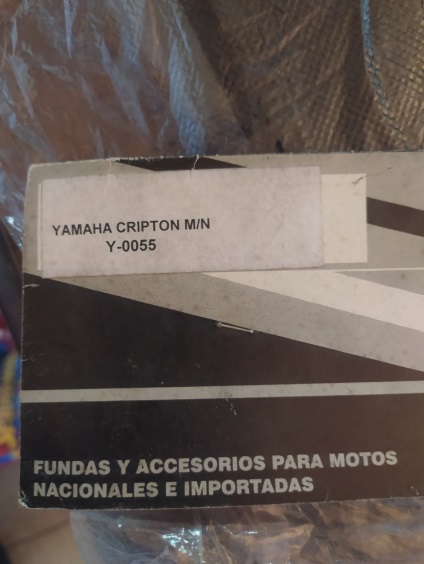 YAMAHA CRIPTON M/N
Y-0055
FUNDAS Y ACCESORIOS PARA MOTOS
NACIONALES E IMPORTADAS